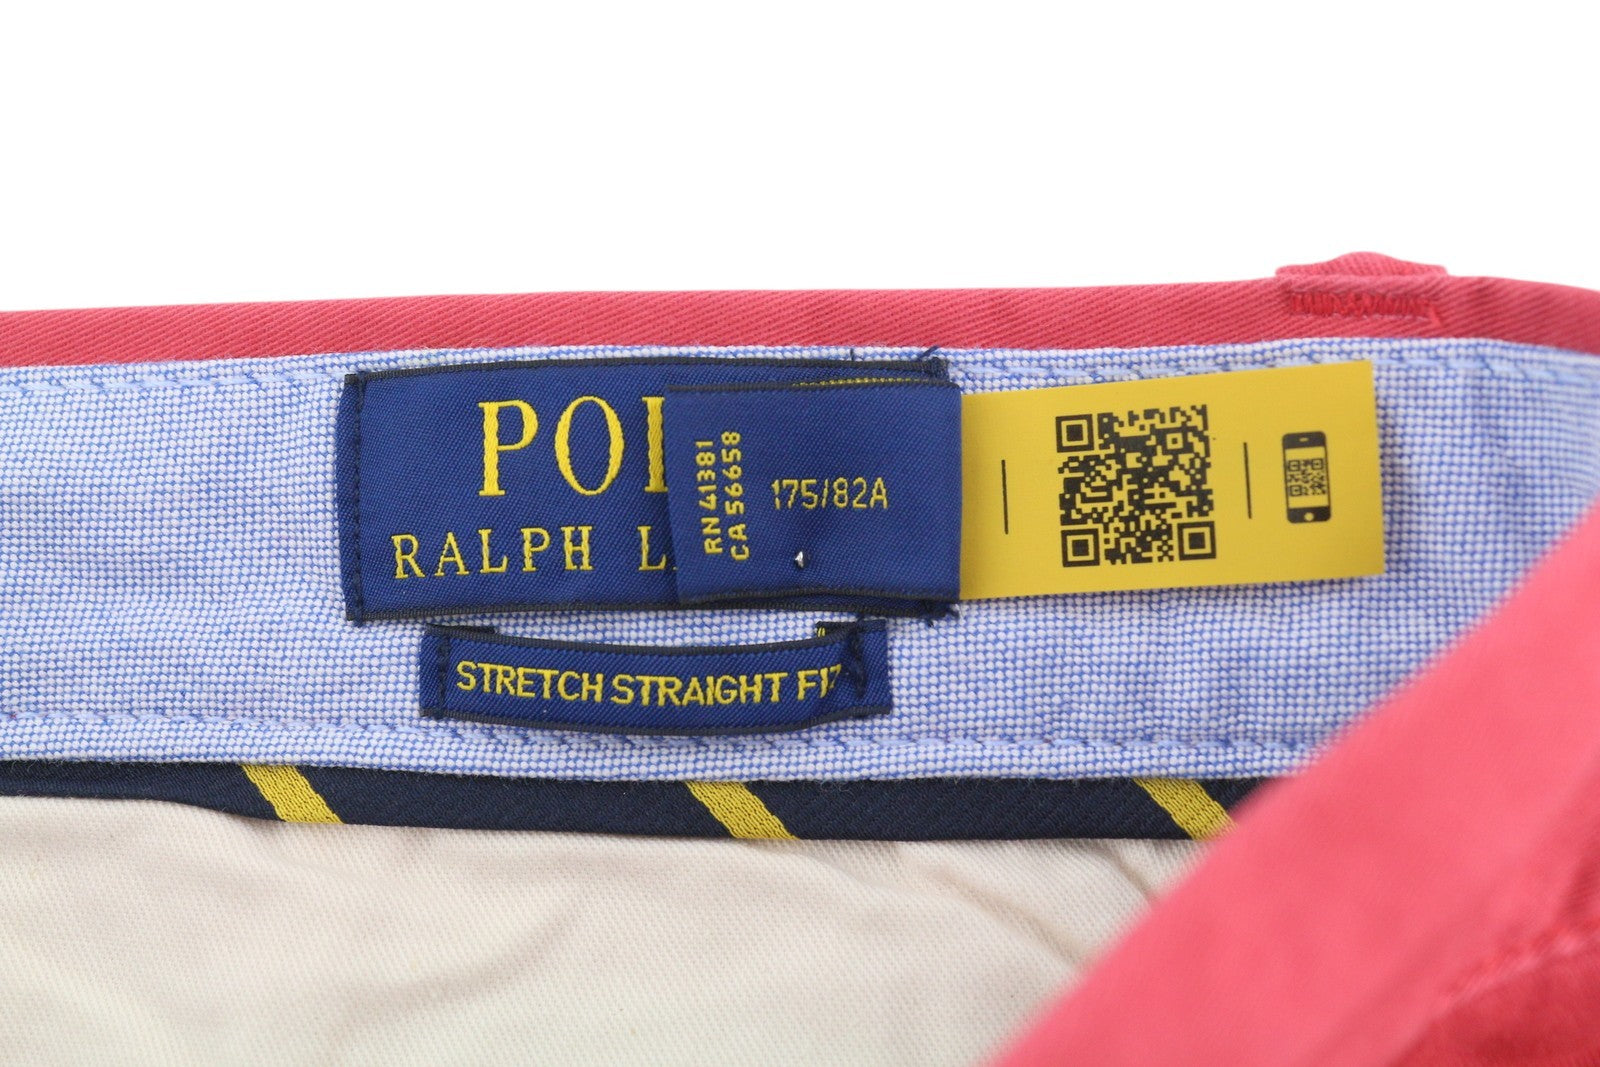 POL
RALPH L
RN 41381
CA 56658
175/82A
STRETCH STRAIGHT FIT